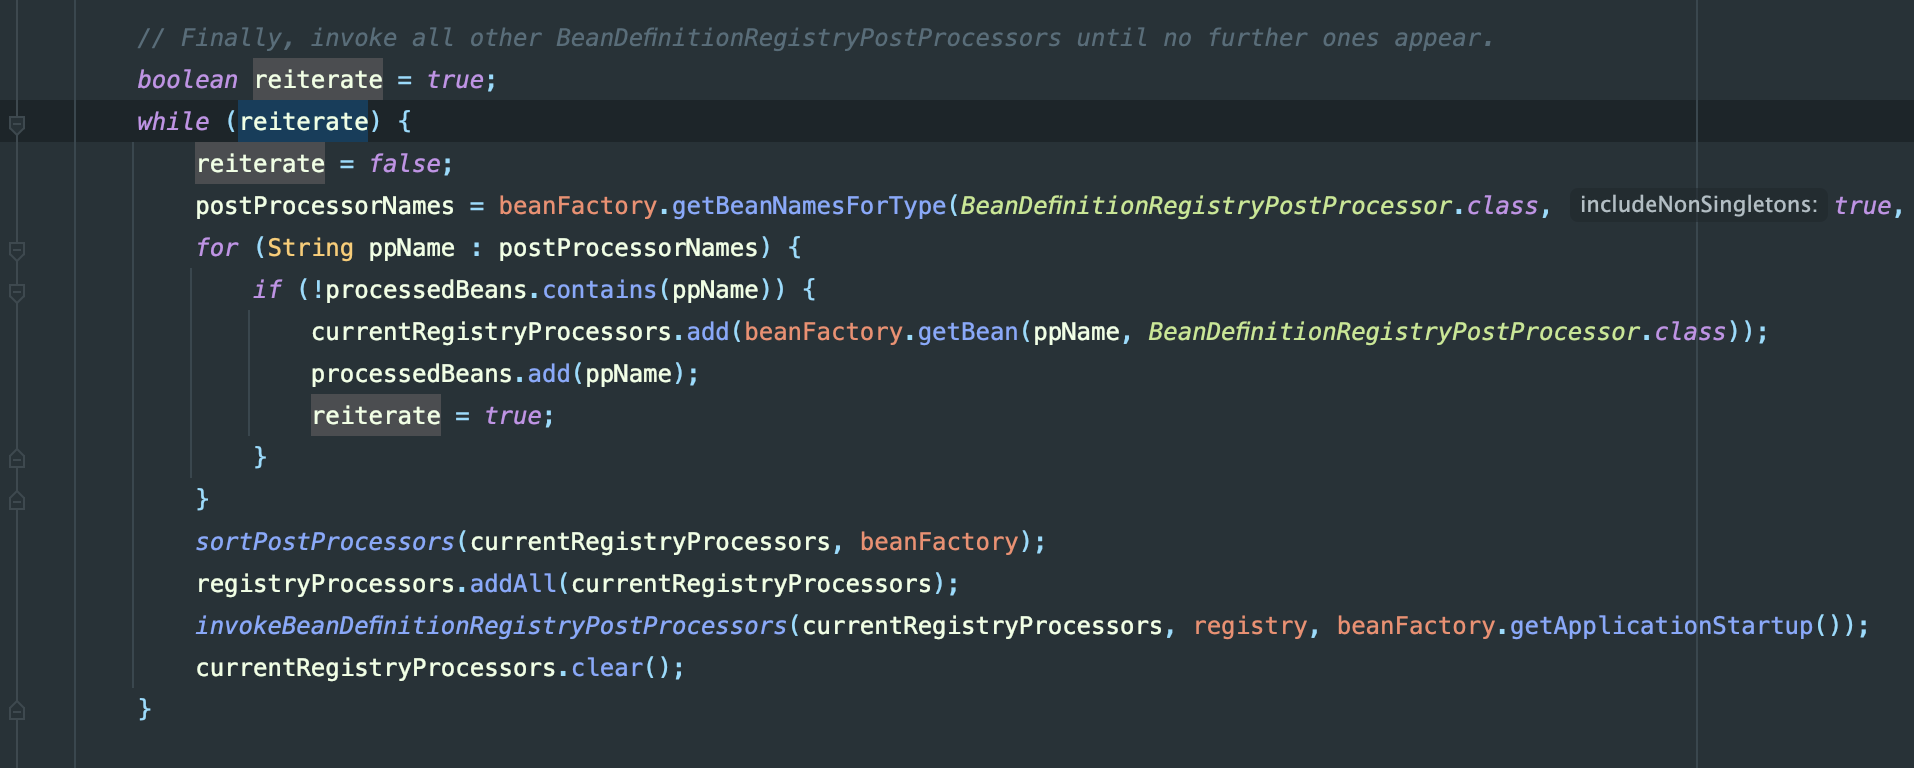 // Finally, invoke all other BeanDefinitionRegistryPostProcessors until no further ones appear.
boolean reiterate = true;
while (reiterate) {
reiterate = false;
postProcessorNames = beanFactory.getBeanNamesForType(BeanDefinitionRegistryPostProcessor.class, includeNonSingletons: true,
for (String ppName : postProcessorNames) {
if (!processedBeans.contains(ppName)) {
currentRegistryProcessors.add(beanFactory.getBean(ppName, BeanDefinitionRegistryPostProcessor.class));
processedBeans.add(ppName);
reiterate = true;
}
}
sortPostProcessors(currentRegistryProcessors, beanFactory);
registryProcessors.addAll(currentRegistryProcessors);
invokeBeanDefinitionRegistryPostProcessors(currentRegistryProcessors, registry, beanFactory.getApplicationStartup());
currentRegistryProcessors.clear();
}